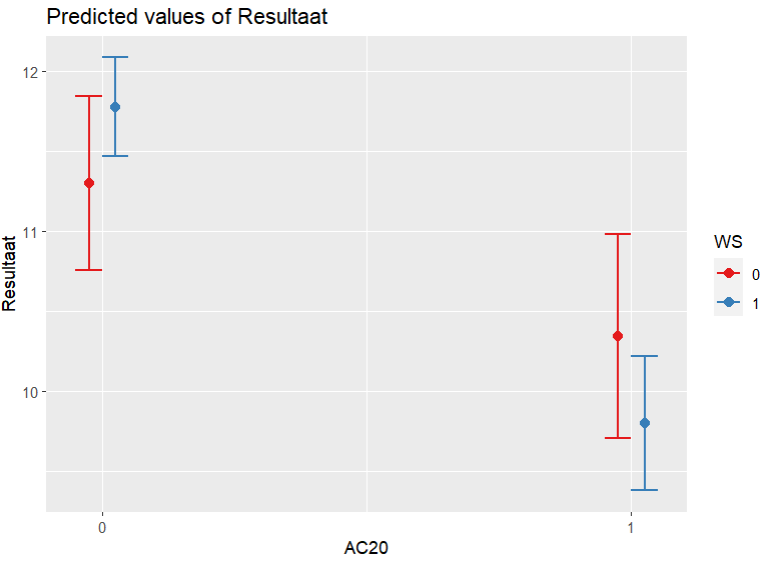 Predicted values of Resultaat
12
11
10
Resultaat
0
1
AC20
WS
0
1